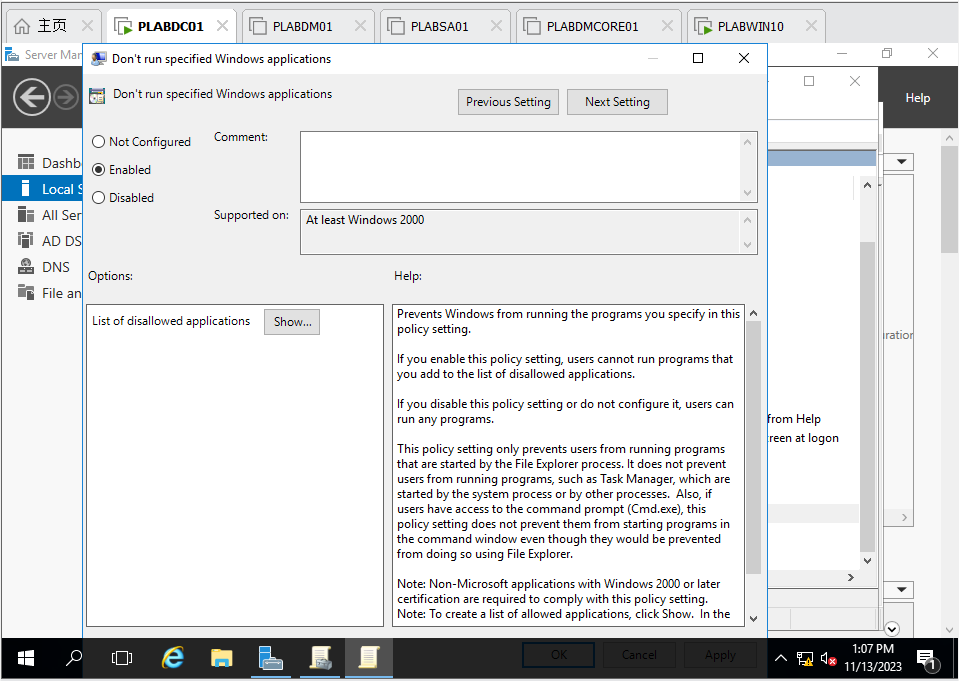 主页
PLABDC01
PLABDM01
PLABSA01
PLABDMCORE01
PLABWIN10
Server Mar
Don't run specified Windows applications
Help
Don't run specified Windows applications
Previous Setting
Next Setting
Not Configured
Enabled
Disabled
Comment:
Supported on:
At least Windows 2000
Dashb
Local S
All Ser
AD DS
DNS
File an
Options:
Help:
List of disallowed applications
Show...
Prevents Windows from running the programs you specify in this
policy setting.
If you enable this policy setting, users cannot run programs that
you add to the list of disallowed applications.
If you disable this policy setting or do not configure it, users can
run any programs.
This policy setting only prevents users from running programs
that are started by the File Explorer process. It does not prevent
users from running programs, such as Task Manager, which are
started by the system process or by other processes.  Also, if
users have access to the command prompt (Cmd.exe), this
policy setting does not prevent them from starting programs in
the command window even though they would be prevented
from doing so using File Explorer.
Note: Non-Microsoft applications with Windows 2000 or later
certification are required to comply with this policy setting.
Note: To create a list of allowed applications, click Show.  In the
uration
from Help
reen at logon
OK
Cancel
Apply
1:07 PM
11/13/2023
1